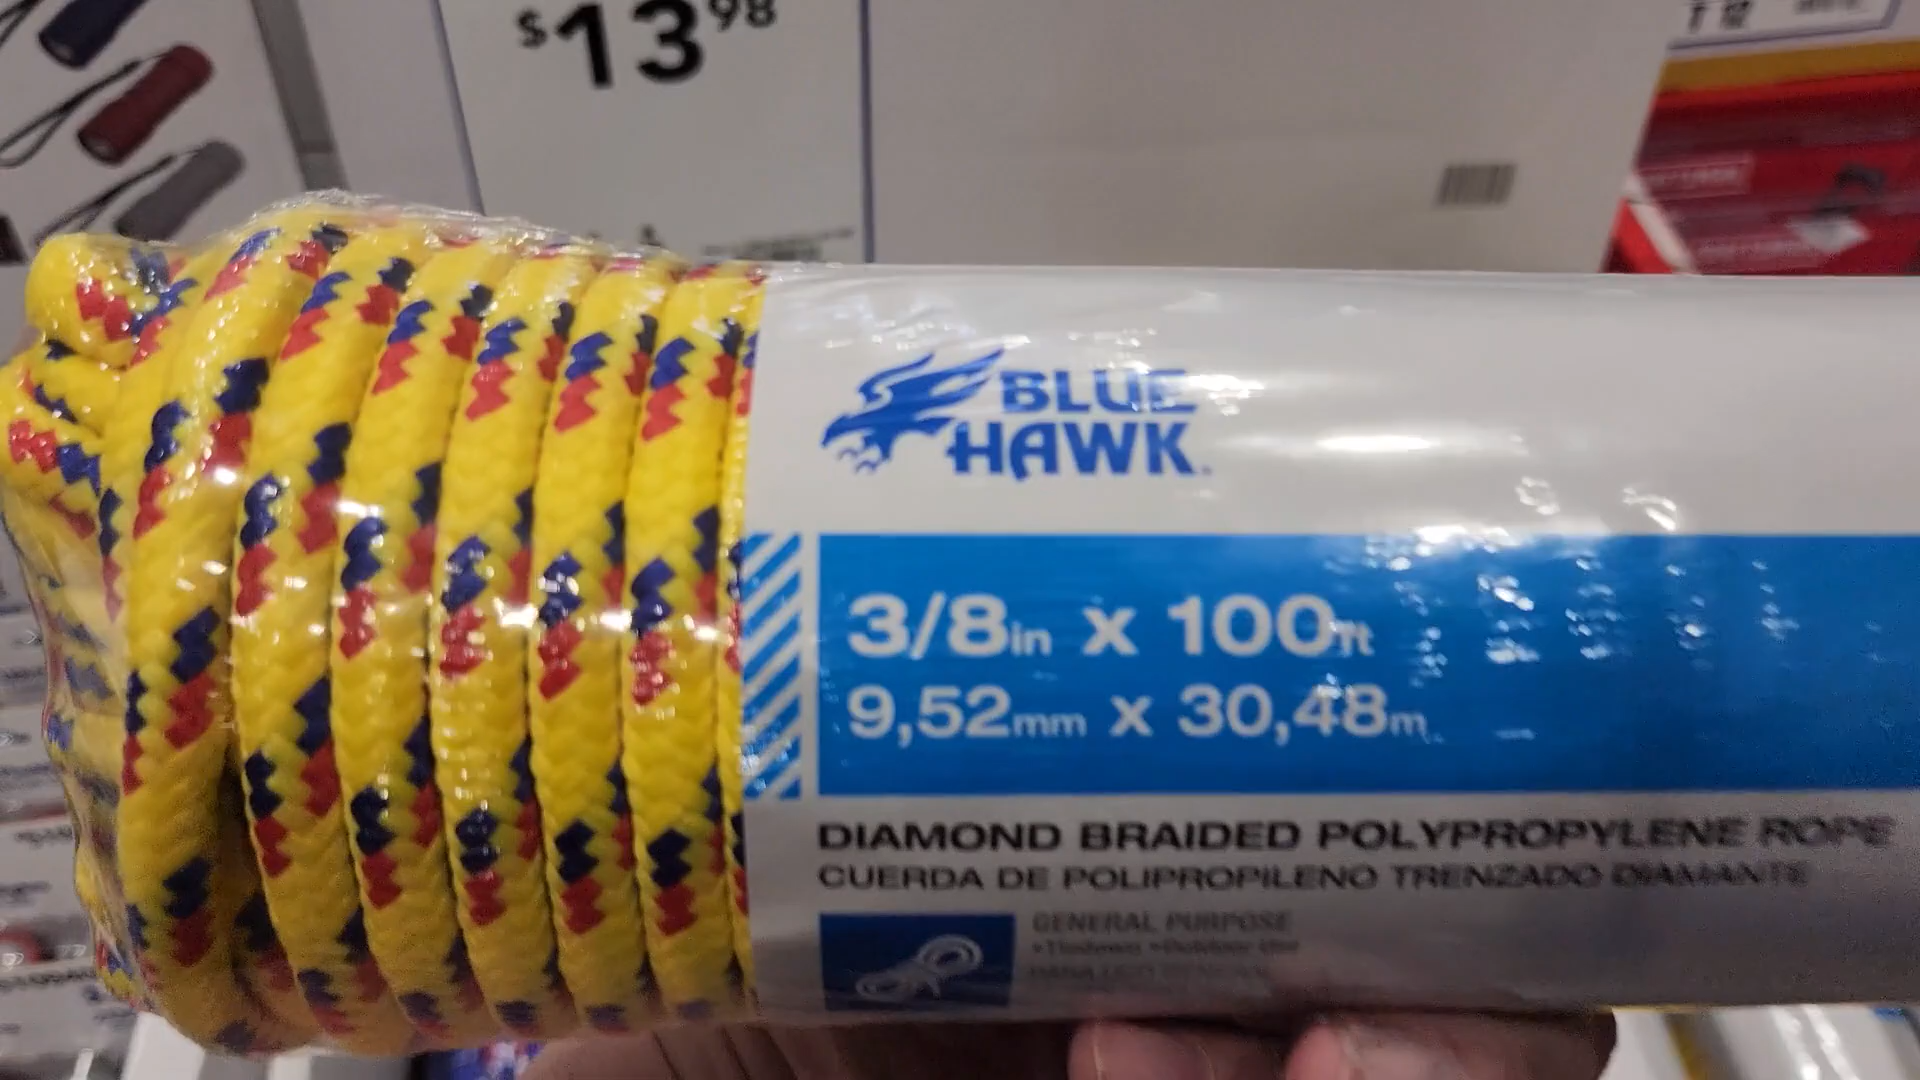 $13 98
BLUE
HAWK
3/8in x 100ft
9,52mm x 30,48m
DIAMOND BRAIDED POLYPROPYLENE ROPE
CUERDA DE POLIPROPILENO TRENZADO DIAMANTE
GENERAL PURPOSE